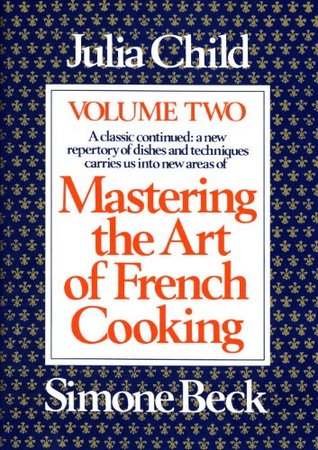 Julia Child
VOLUME TWO
A classic continued: a new
repertory of dishes and techniques
carries us into new areas of
Mastering
the Art
of French
Cooking
Simone Beck